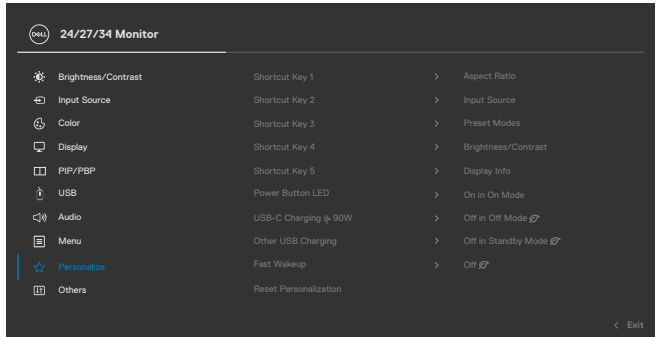 DELL 24/27/34 Monitor
Brightness/Contrast Shortcut Key 1 > Aspect Ratio
Input Source Shortcut Key 2 > Input Source
Color Shortcut Key 3 > Preset Modes
Display Shortcut Key 4 > Brightness/Contrast
PIP/PBP Shortcut Key 5 > Display Info
USB Power Button LED > On in On Mode
Audio USB-C Charging 90W > Off in Off Mode
Menu Other USB Charging > Off in Standby Mode
Personalize Fast Wakeup > Off
Others Reset Personalization
< Exit